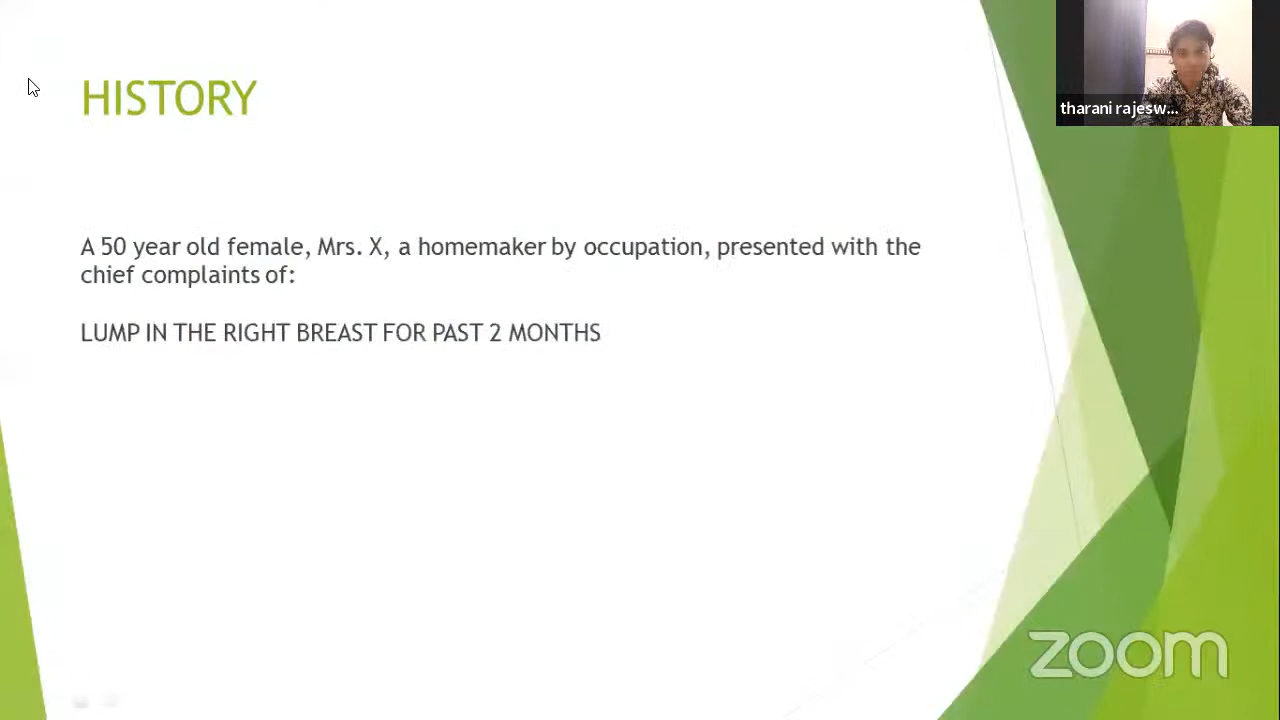 HISTORY
tharani rajesw...
A 50 year old female, Mrs. X, a homemaker by occupation, presented with the
chief complaints of:
LUMP IN THE RIGHT BREAST FOR PAST 2 MONTHS
zoom